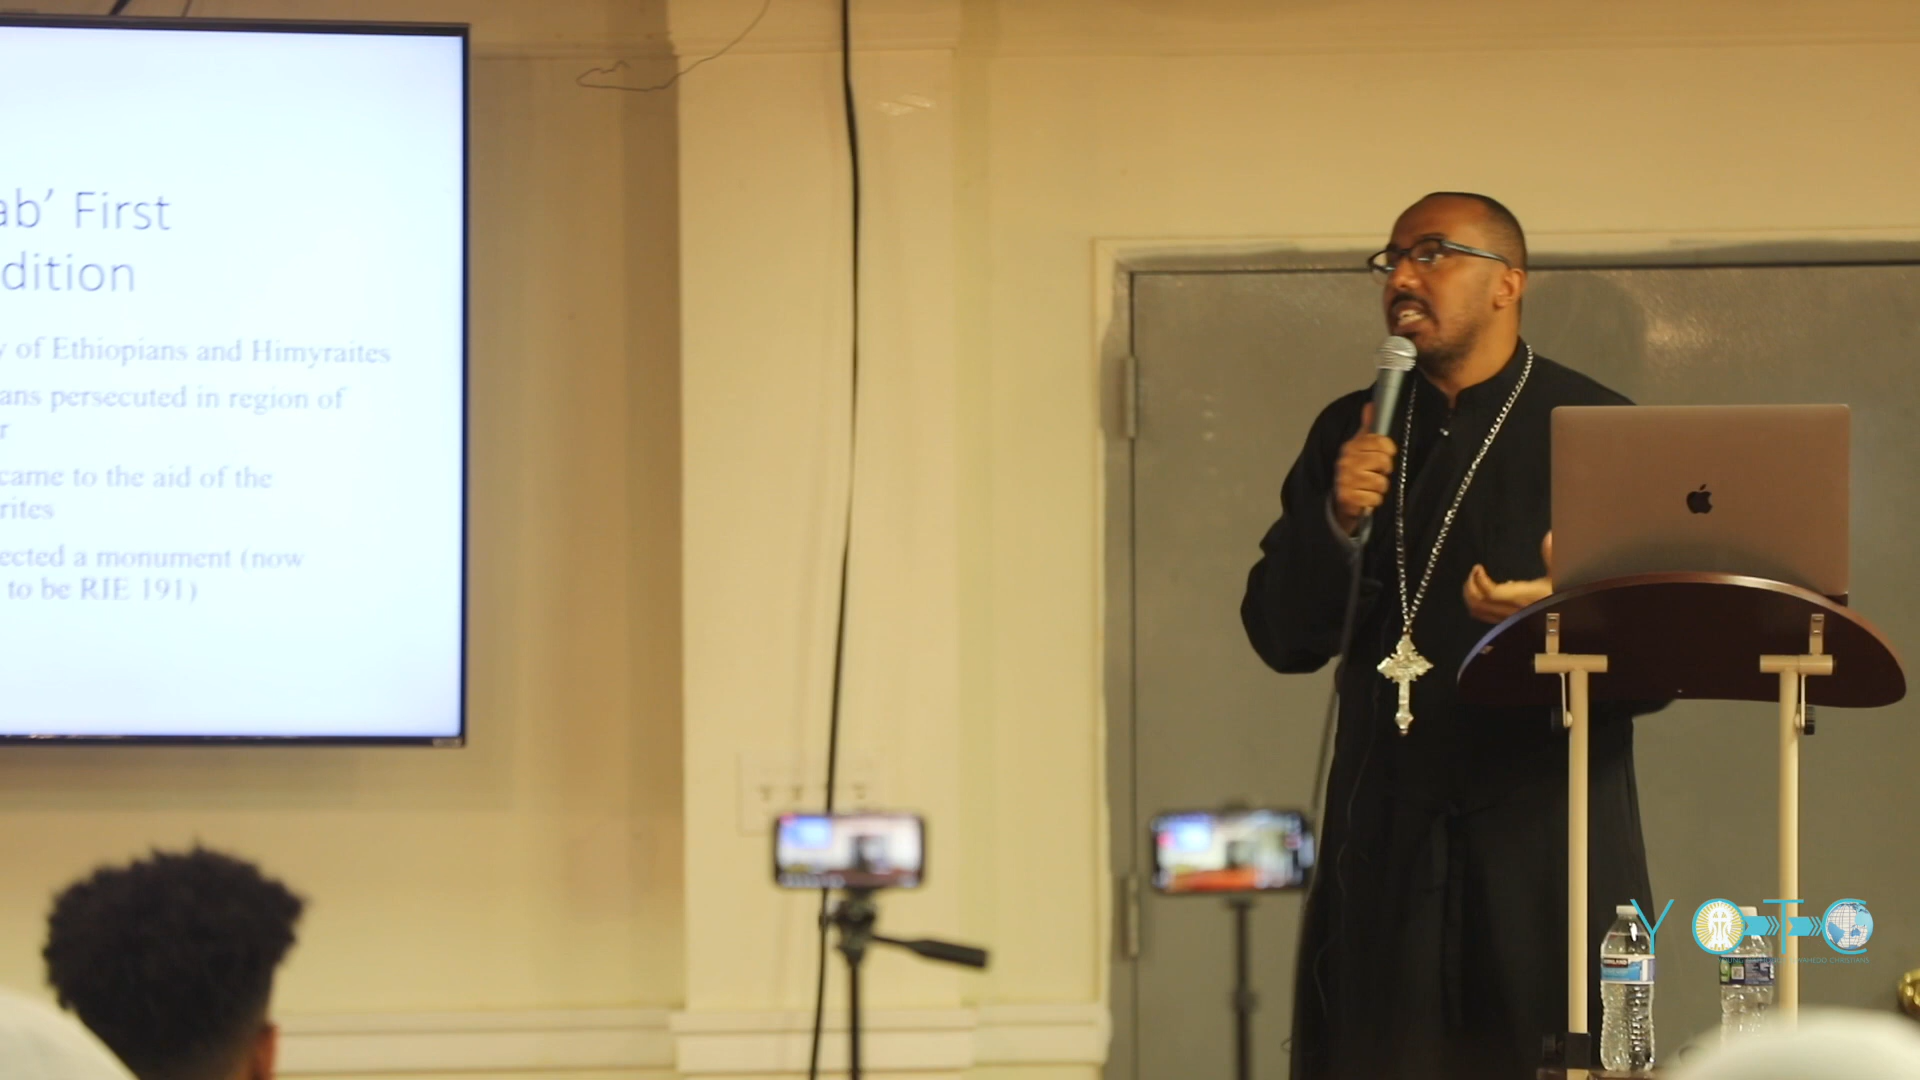 ab’ First
dition
y of Ethiopians and Himyraites
ans persecuted in region of
r
came to the aid of the
rites
ected a monument (now
to be RIE 191)
Y O T C